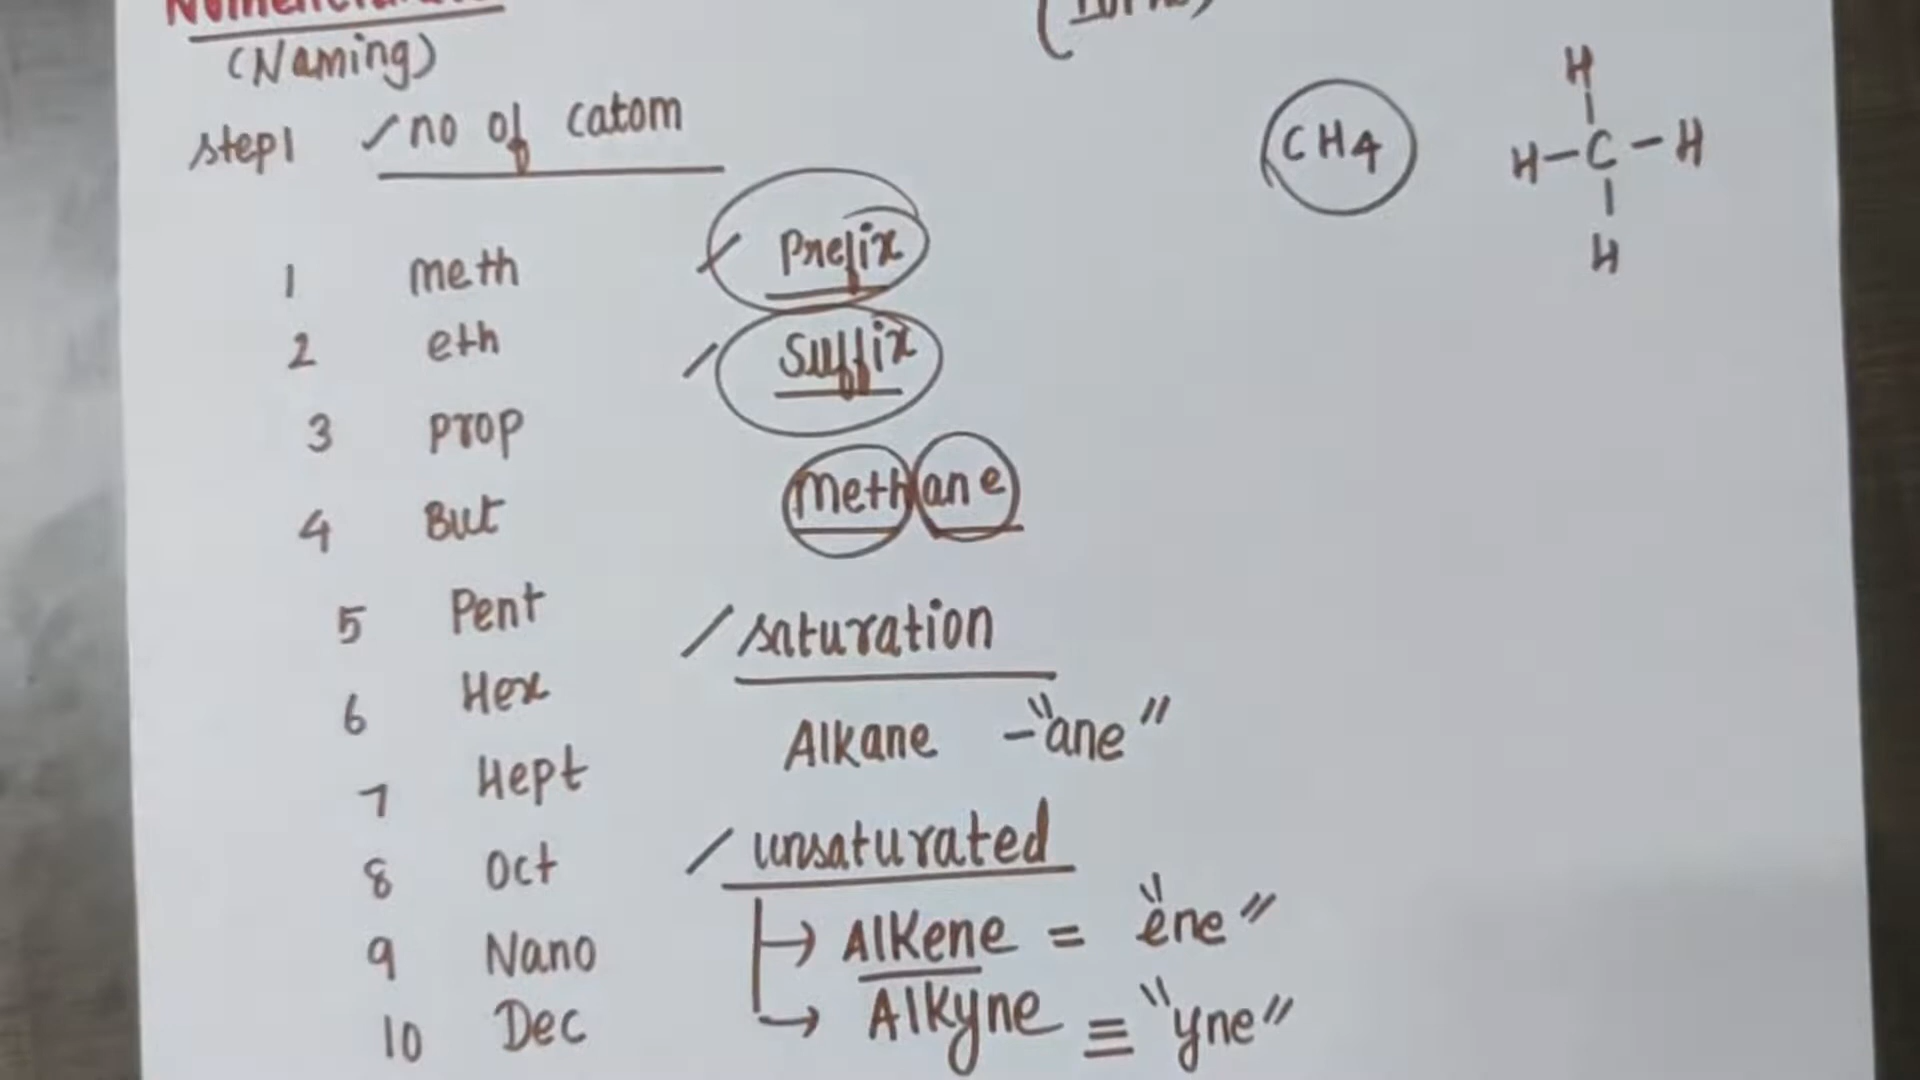 (Naming)
step1 no of catom
CH4
H
H-C-H
H
1 meth
Prefix
2 eth
Suffix
3 prop
4 But
Methane
5 Pent
saturation
6 Hex
Alkane - "ane"
7 Hept
unsaturated
8 Oct
→ Alkene = "ene"
9 Nano
→ Alkyne ≡ "yne"
10 Dec